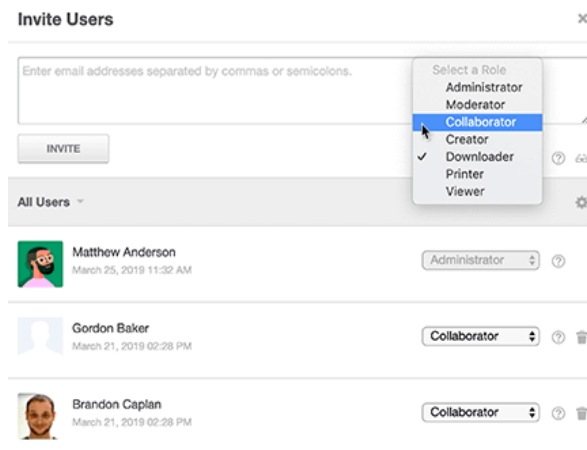 Invite Users
Enter email addresses separated by commas or semicolons.
Select a Role
Administrator
Moderator
Collaborator
Creator
Downloader
Printer
Viewer
INVITE
All Users
Matthew Anderson
March 25, 2019 11:32 AM
Administrator
Gordon Baker
March 21, 2019 02:28 PM
Collaborator
Brandon Caplan
March 21, 2019 02:28 PM
Collaborator